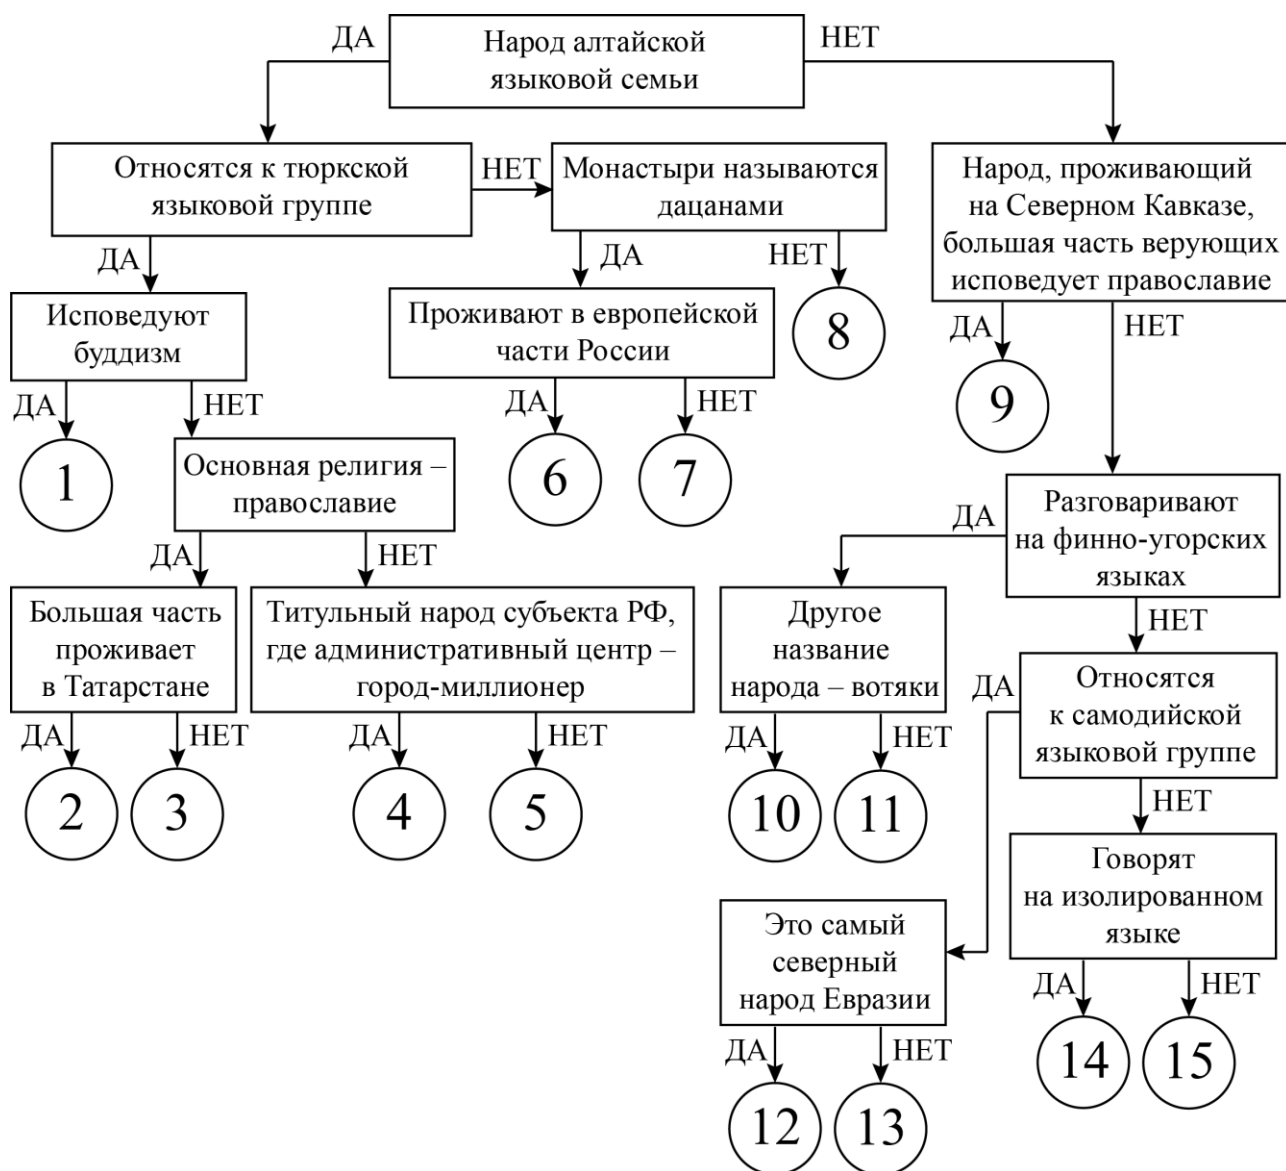 ДА
Народ алтайской
языковой семьи
НЕТ
Относятся к тюркской
языковой группе
НЕТ
Монастыри называются
дацанами
Народ, проживающий
на Северном Кавказе,
большая часть верующих
исповедует православие
ДА
ДА
НЕТ
Исповедуют
буддизм
Проживают в европейской
части России
8
ДА
НЕТ
ДА
НЕТ
ДА
НЕТ
9
1
Основная религия –
православие
6
7
Разговаривают
на финно-угорских
языках
ДА
ДА
НЕТ
НЕТ
Большая часть
проживает
в Татарстане
Титульный народ субъекта РФ,
где административный центр –
город-миллионер
Другое
название
народа – вотяки
Относятся
к самодийской
языковой группе
ДА
ДА
НЕТ
ДА
НЕТ
ДА
НЕТ
НЕТ
2
3
4
5
10
11
Говорят
на изолированном
языке
Это самый
северный
народ Евразии
ДА
НЕТ
ДА
НЕТ
14
15
12
13